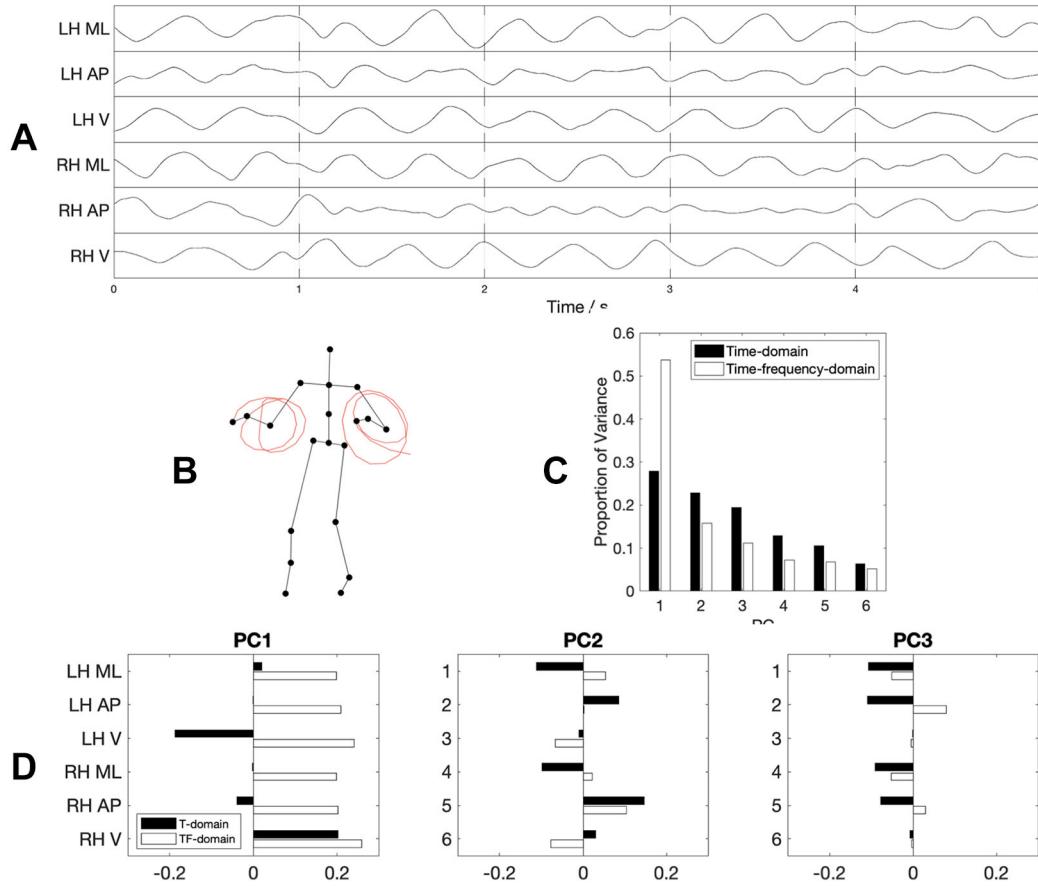 A
LH ML
LH AP
LH V
RH ML
RH AP
RH V
0 1 2 3 4
Time /
B
C
Proportion of Variance
0.6
0.5
0.4
0.3
0.2
0.1
0
Time-domain
Time-frequency-domain
1 2 3 4 5 6
D
PC1
LH ML
LH AP
LH V
RH ML
RH AP
RH V
T-domain
TF-domain
-0.2 0 0.2
PC2
1
2
3
4
5
6
-0.2 0 0.2
PC3
1
2
3
4
5
6
-0.2 0 0.2